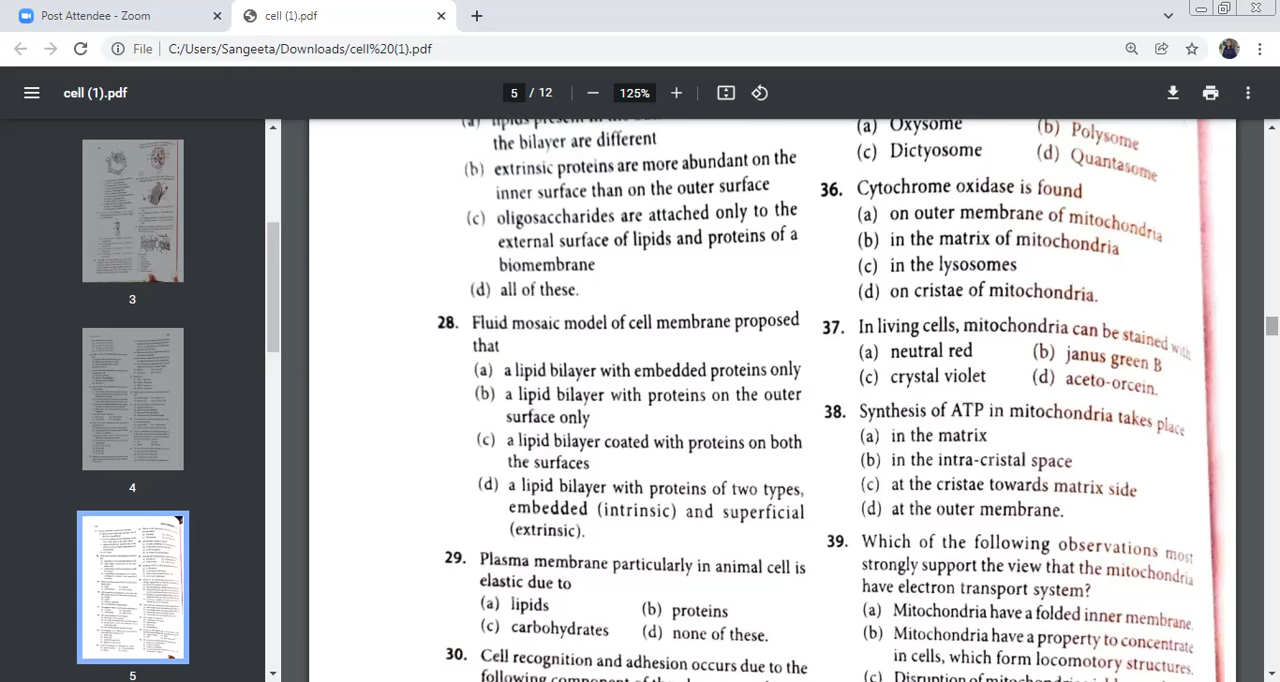 Post Attendee - Zoom
cell (1).pdf
File
C:/Users/Sangeeta/Downloads/cell%20(1).pdf
cell (1).pdf
5 / 12
125%
3
4
5
the bilayer are different
(b) extrinsic proteins are more abundant on the
inner surface than on the outer surface
(c) oligosaccharides are attached only to the
external surface of lipids and proteins of a
biomembrane
(d) all of these.
28. Fluid mosaic model of cell membrane proposed
that
(a) a lipid bilayer with embedded proteins only
(b) a lipid bilayer with proteins on the outer
surface only
(c) a lipid bilayer coated with proteins on both
the surfaces
(d) a lipid bilayer with proteins of two types,
embedded (intrinsic) and superficial
(extrinsic).
29. Plasma membrane particularly in animal cell is
elastic due to
(a) lipids (b) proteins
(c) carbohydrates (d) none of these.
30. Cell recognition and adhesion occurs due to the
following component of the
(a) Oxysome (b) Polysome
(c) Dictyosome (d) Quantasome
36. Cytochrome oxidase is found
(a) on outer membrane of mitochondria
(b) in the matrix of mitochondria
(c) in the lysosomes
(d) on cristae of mitochondria.
37. In living cells, mitochondria can be stained with
(a) neutral red (b) janus green B
(c) crystal violet (d) aceto-orcein.
38. Synthesis of ATP in mitochondria takes place
(a) in the matrix
(b) in the intra-cristal space
(c) at the cristae towards matrix side
(d) at the outer membrane.
39. Which of the following observations most
strongly support the view that the mitochondria
have electron transport system?
(a) Mitochondria have a folded inner membrane.
(b) Mitochondria have a property to concentrate
in cells, which form locomotory structures.
(c) Disruption of